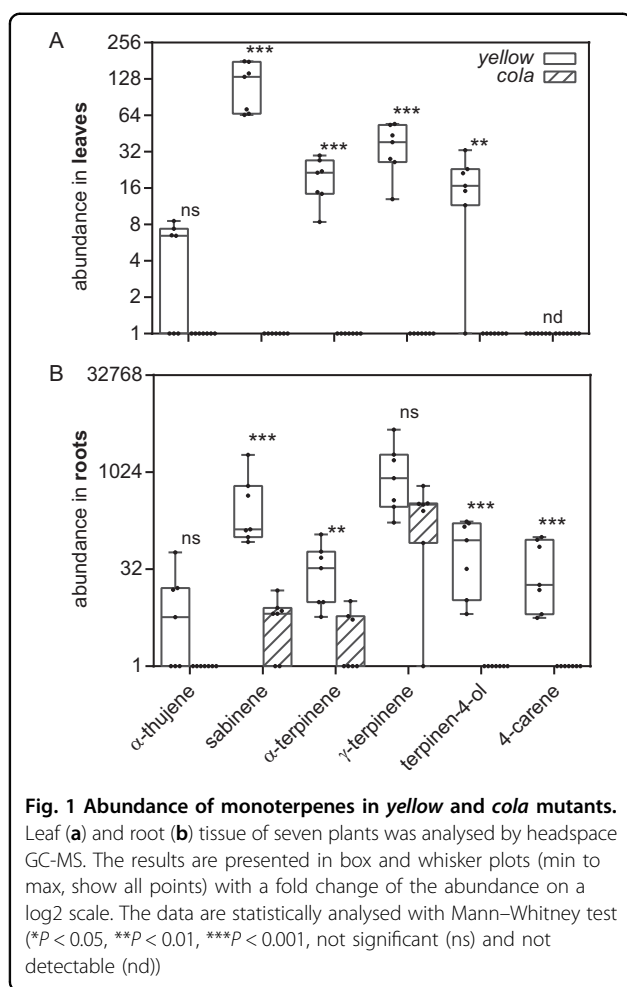 A
256
128
64
32
16
8
4
2
1
abundance in leaves
yellow
cola
ns
***
***
***
**
nd
B
32768
1024
32
1
abundance in roots
ns
***
**
ns
***
***
α-thujene
sabinene
α-terpinene
γ-terpinene
terpinen-4-ol
4-carene
Fig. 1 Abundance of monoterpenes in yellow and cola mutants.
Leaf (a) and root (b) tissue of seven plants was analysed by headspace
GC-MS. The results are presented in box and whisker plots (min to
max, show all points) with a fold change of the abundance on a
log2 scale. The data are statistically analysed with Mann–Whitney test
(*P < 0.05, **P < 0.01, ***P < 0.001, not significant (ns) and not
detectable (nd))